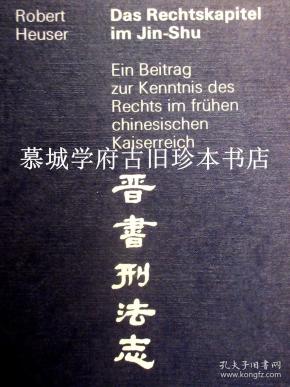 Robert
Heuser
Das Rechtskapitel
im Jin-Shu
Ein Beitrag
zur Kenntnis des
Rechts im frühen
chinesischen
Kaiserreich
慕城学府古旧珍本书店
晋書刑法志
孔夫子旧书网